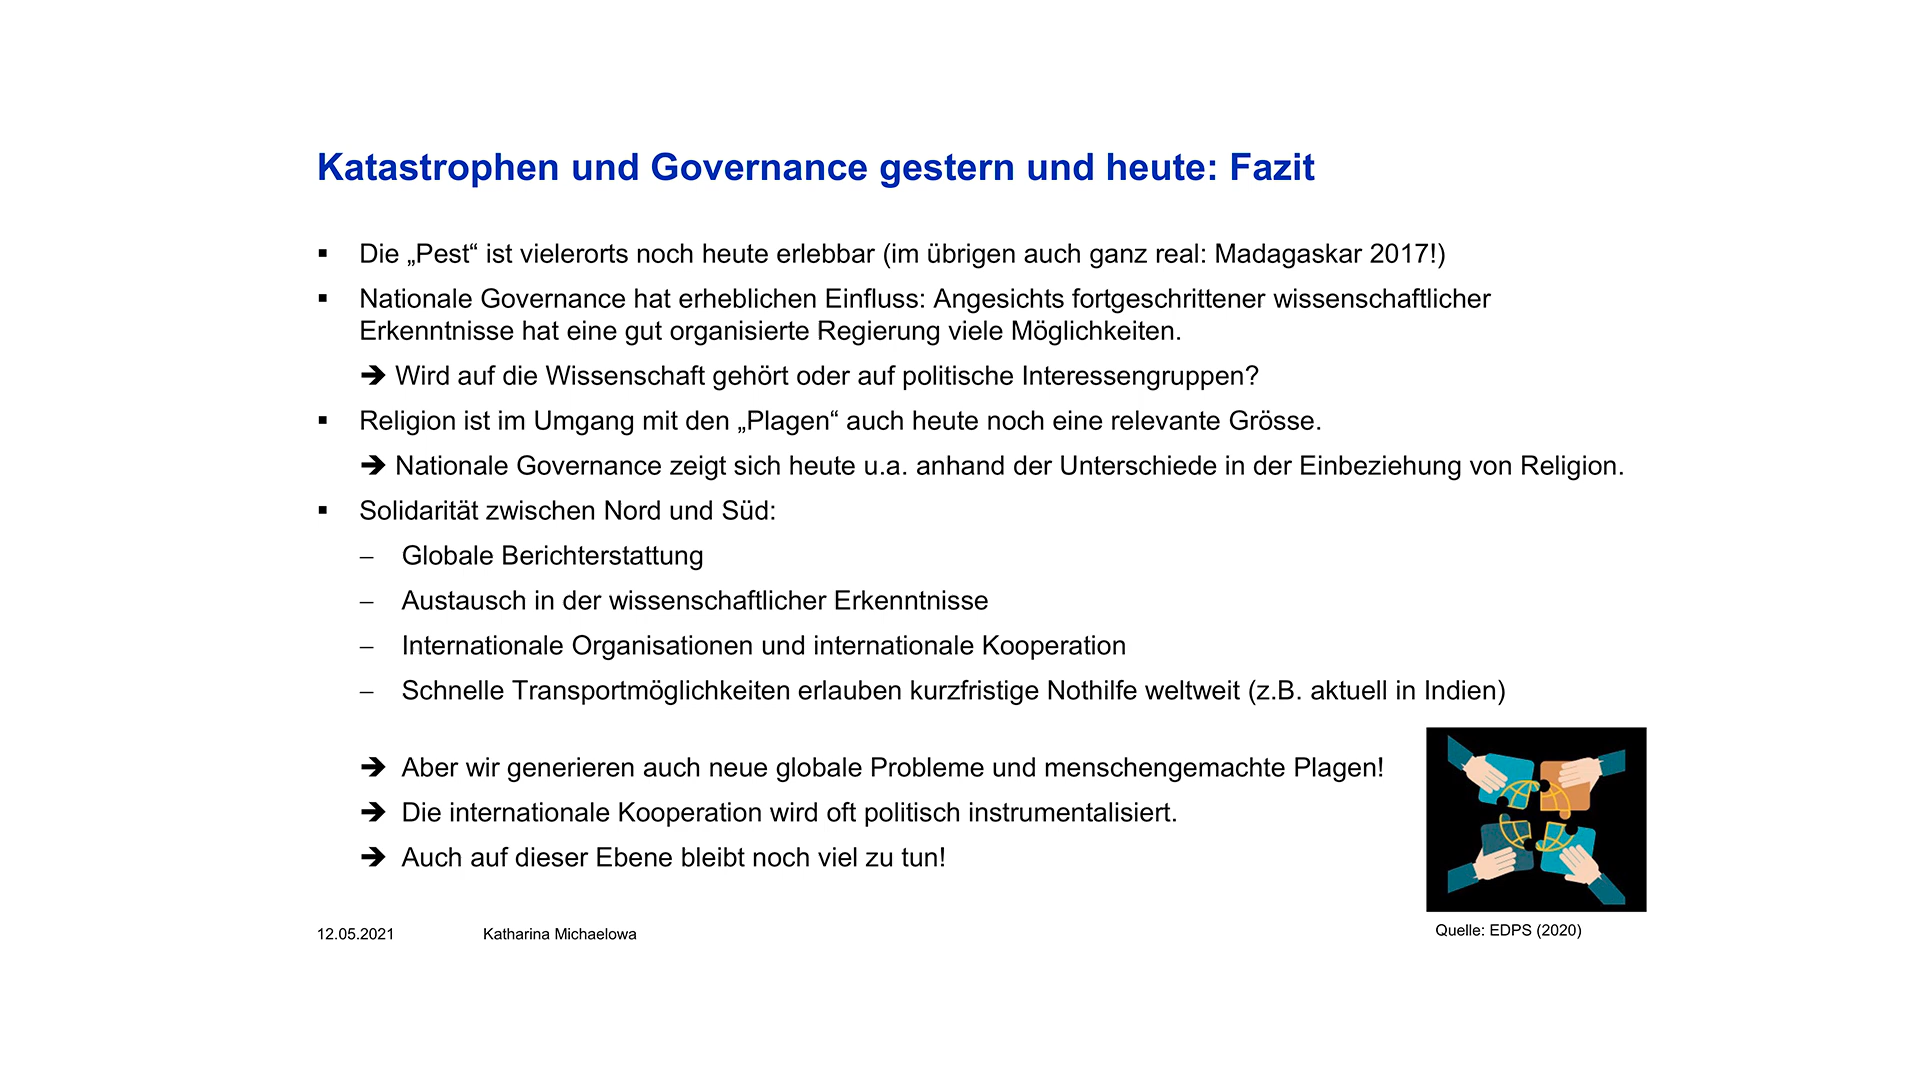 Katastrophen und Governance gestern und heute: Fazit
▪ Die „Pest“ ist vielerorts noch heute erlebbar (im übrigen auch ganz real: Madagaskar 2017!)
▪ Nationale Governance hat erheblichen Einfluss: Angesichts fortgeschrittener wissenschaftlicher
Erkenntnisse hat eine gut organisierte Regierung viele Möglichkeiten.
➔ Wird auf die Wissenschaft gehört oder auf politische Interessengruppen?
▪ Religion ist im Umgang mit den „Plagen“ auch heute noch eine relevante Grösse.
➔ Nationale Governance zeigt sich heute u.a. anhand der Unterschiede in der Einbeziehung von Religion.
▪ Solidarität zwischen Nord und Süd:
– Globale Berichterstattung
– Austausch in der wissenschaftlicher Erkenntnisse
– Internationale Organisationen und internationale Kooperation
– Schnelle Transportmöglichkeiten erlauben kurzfristige Nothilfe weltweit (z.B. aktuell in Indien)
➔ Aber wir generieren auch neue globale Probleme und menschengemachte Plagen!
➔ Die internationale Kooperation wird oft politisch instrumentalisiert.
➔ Auch auf dieser Ebene bleibt noch viel zu tun!
Quelle: EDPS (2020)
12.05.2021 Katharina Michaelowa